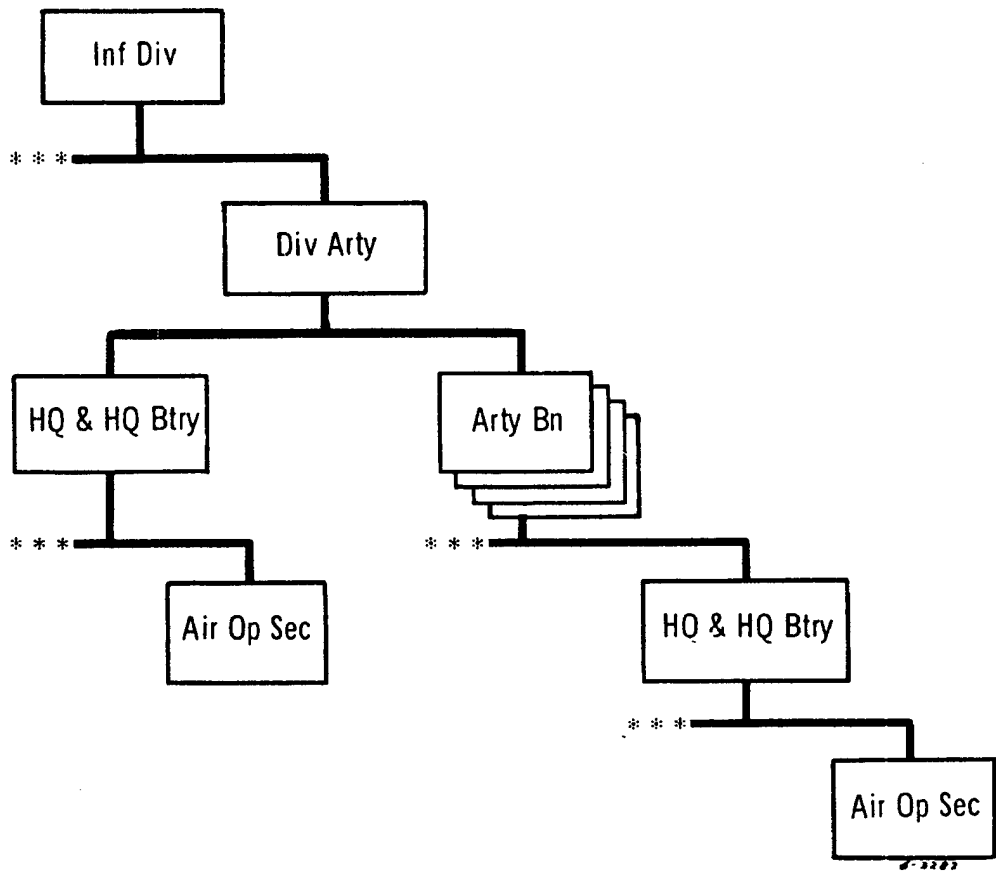 Inf Div
* * *
Div Arty
HQ & HQ Btry
Arty Bn
* * *
* * *
Air Op Sec
HQ & HQ Btry
* * *
Air Op Sec